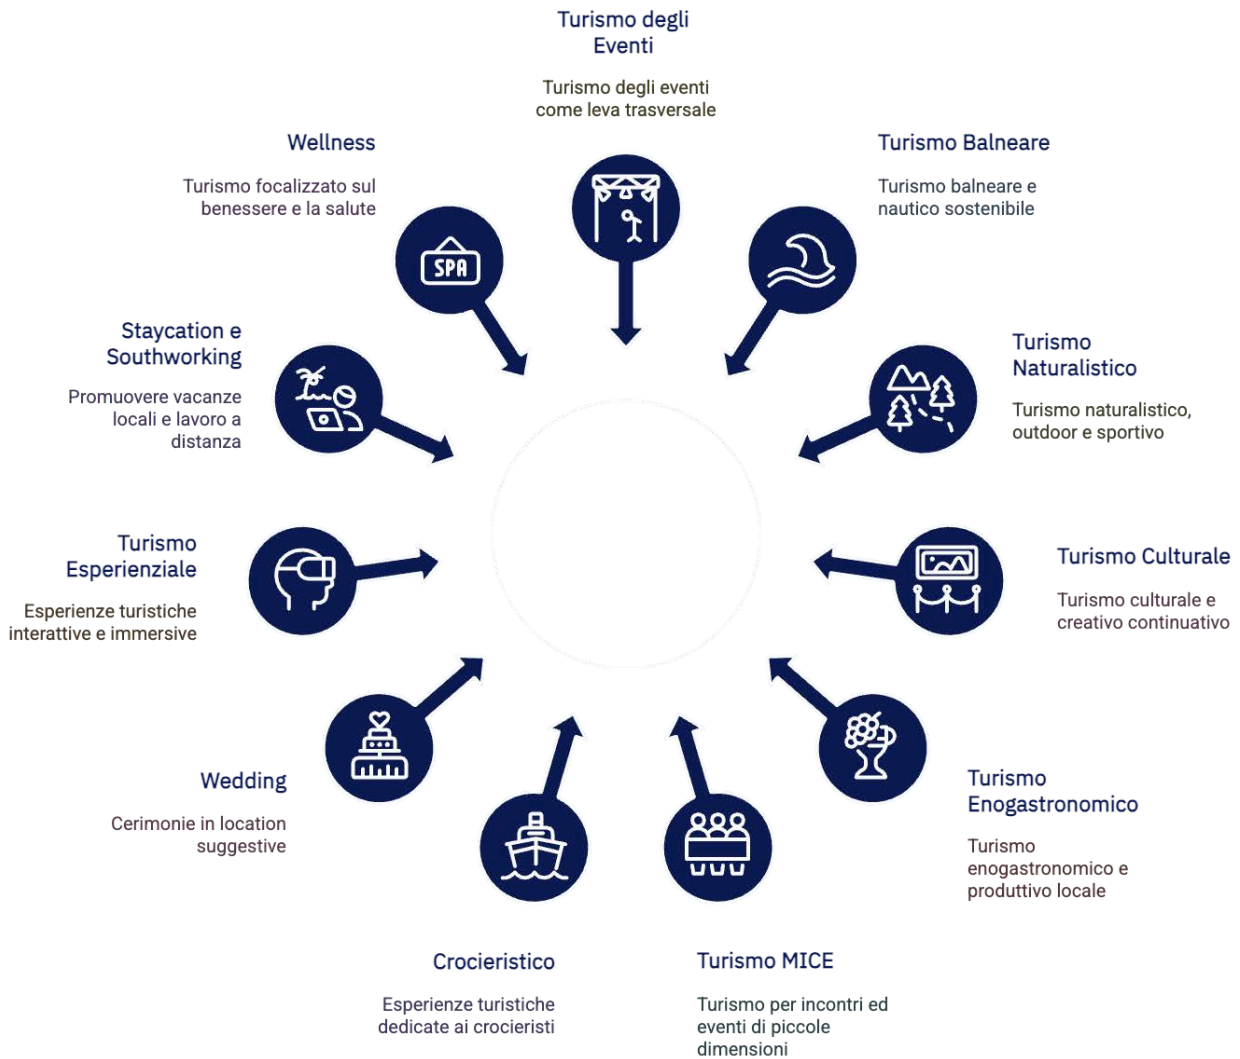 Turismo degli
Eventi
Turismo degli eventi
come leva trasversale
Turismo Balneare
Turismo balneare e
nautico sostenibile
Turismo
Naturalistico
Turismo naturalistico,
outdoor e sportivo
Turismo Culturale
Turismo culturale e
creativo continuativo
Turismo
Enogastronomico
Turismo
enogastronomico e
produttivo locale
Turismo MICE
Turismo per incontri ed
eventi di piccole
dimensioni
Crocieristico
Esperienze turistiche
dedicate ai crocieristi
Wedding
Cerimonie in location
suggestive
Turismo
Esperienziale
Esperienze turistiche
interattive e immersive
Staycation e
Southworking
Promuovere vacanze
locali e lavoro a
distanza
Wellness
Turismo focalizzato sul
benessere e la salute
SPA